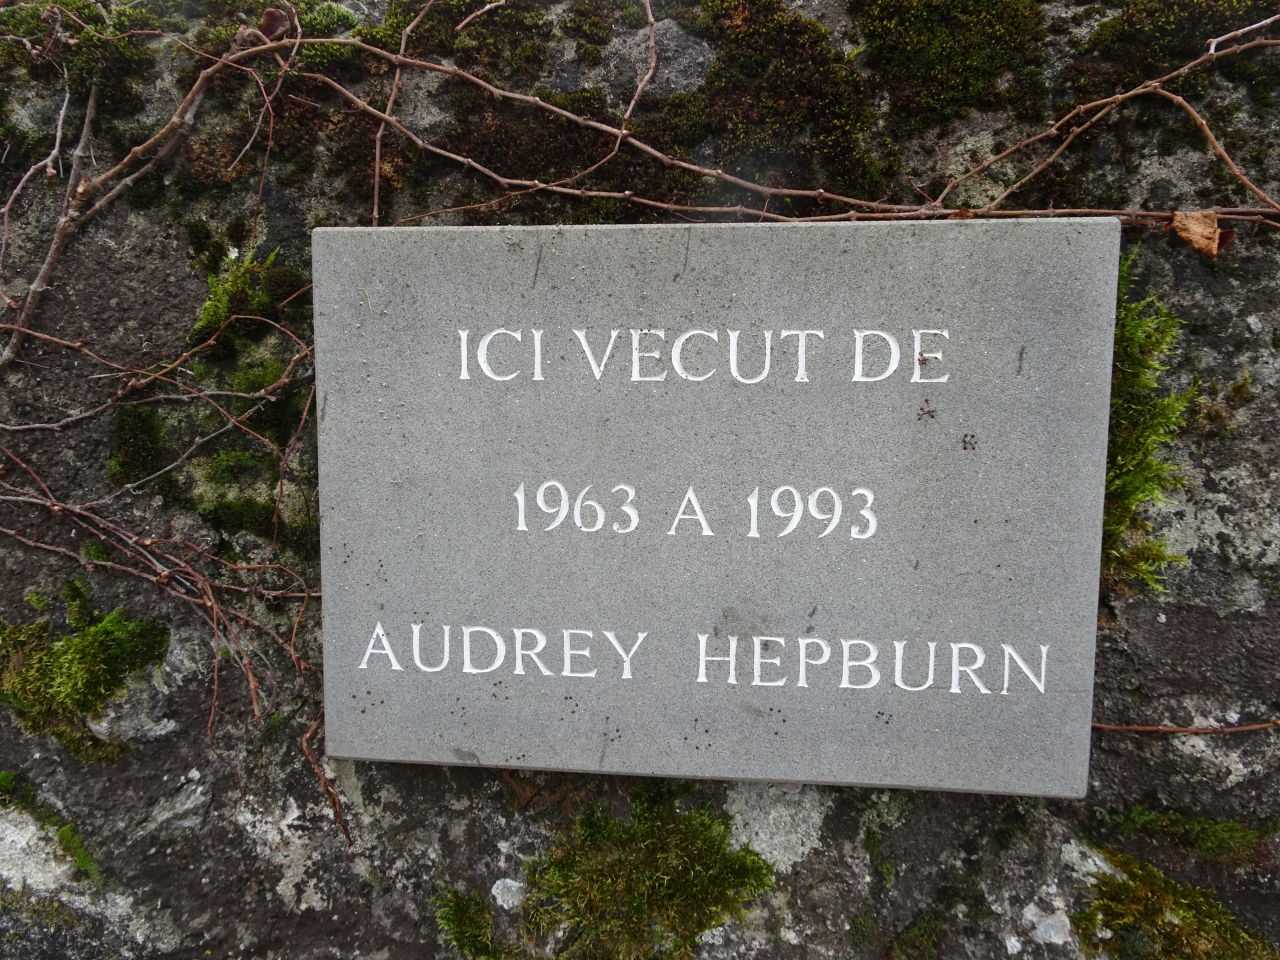 ICI VECUT DE
1963 A 1993
AUDREY HEPBURN